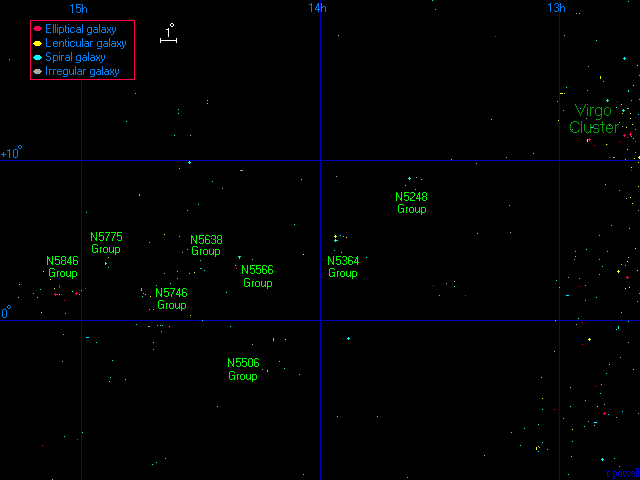 15h
14h
13h
Elliptical galaxy
Lenticular galaxy
Spiral galaxy
Irregular galaxy
1°
Virgo
Cluster
+10°
N5248
Group
N5775
Group
N5638
Group
N5846
Group
N5566
Group
N5364
Group
N5746
Group
0°
N5506
Group